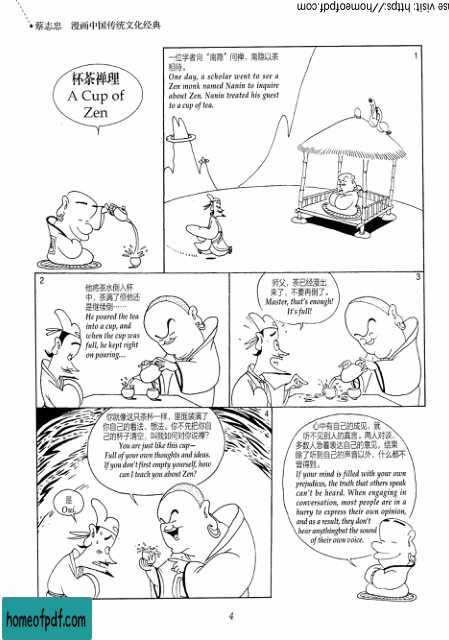 ase visit: https://homeofpdf.com
•蔡志忠 漫画中国传统文化经典
杯茶禅理
A Cup of
Zen
1
一位学者向“南隐”问禅，南隐以茶
相待。
One day, a scholar went to see a
Zen monk named Nanin to inquire
about Zen. Nanin treated his guest
to a cup of tea.
2
他将茶水倒入杯
中，茶满了但他还
是继续倒……
He poured the tea
into a cup, and
when the cup was
full, he kept right
on pouring...
3
师父，茶已经漫出
来了，不要再倒了。
Master, that's enough!
It's full!
4
你就像这只茶杯一样，里面装满了
你自己的看法、想法。你不先把你自
己的杯子清空，叫我如何对你说禅？
You are just like this cup—
Full of your own thoughts and ideas.
If you don't first empty yourself, how
can I teach you about Zen?
是
Oui.
心中有自己的成见，就
听不见别人的真言。两人对谈，
多数人急着表达自己的意见，结果
除了听到自己的声音以外，什么都不
曾得到。
If your mind is filled with your own
prejudices, the truth that others speak
can't be heard. When engaging in
conversation, most people are in a
hurry to express their own opinion,
and as a result, they don't
hear anythingbut the sound
of their own voice.
4
homeofpdf.com